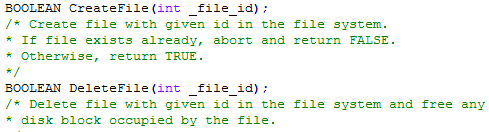 BOOLEAN CreateFile(int _file_id);
/* Create file with given id in the file system.
* If file exists already, abort and return FALSE.
* Otherwise, return TRUE.
*/
BOOLEAN DeleteFile(int _file_id);
/* Delete file with given id in the file system and free any
* disk block occupied by the file.